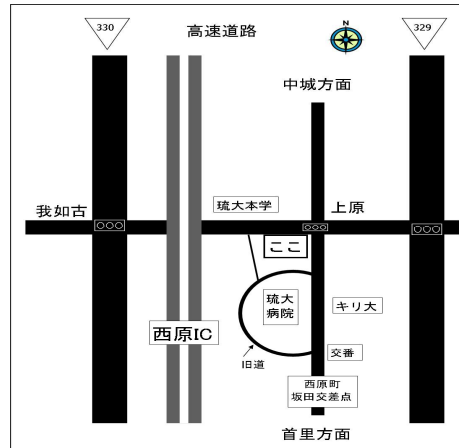 330
高速道路
N
329
中城方面
琉大本学
我如古
上原
ここ
琉大
病院
キリ大
西原IC
旧道
交番
西原町
坂田交差点
首里方面